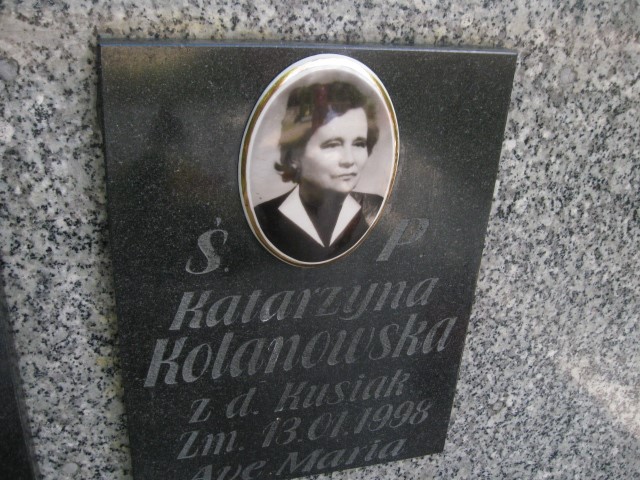 Ś. P
Katarzyna
Kolanowska
z d. Kusiak
Zm. 13.01.1998
Ave Maria